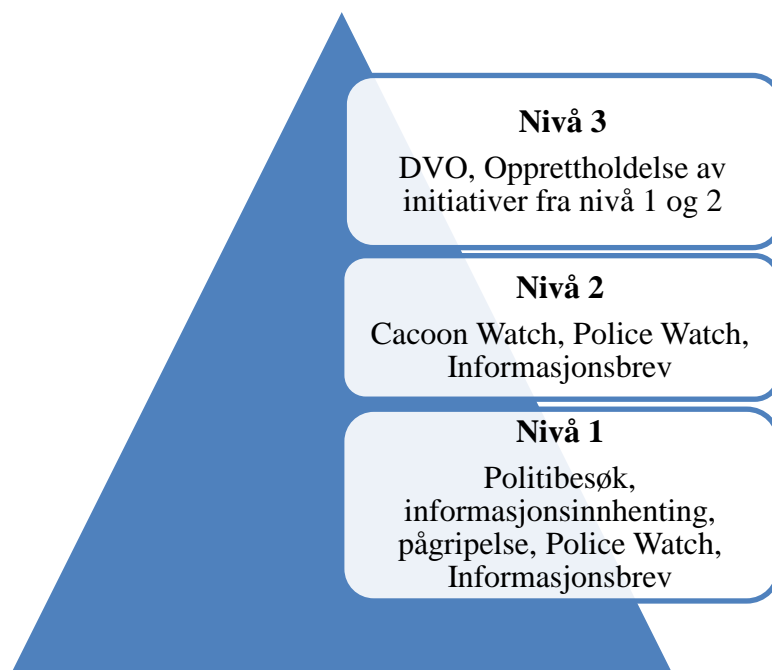 Nivå 3
DVO, Opprettholdelse av
initiativer fra nivå 1 og 2
Nivå 2
Cacoon Watch, Police Watch,
Informasjonsbrev
Nivå 1
Politibesøk,
informasjonsinnhenting,
pågripelse, Police Watch,
Informasjonsbrev